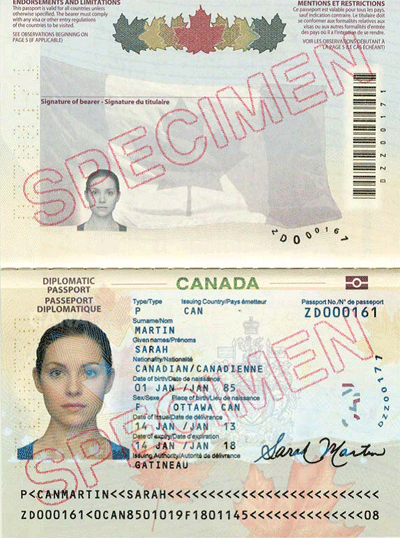 ENDORSEMENTS AND LIMITATIONS
This passport is valid for all countries unless
otherwise specified. The bearer must comply
with any visa or other entry regulations
of the countries to be visited.
SEE OBSERVATIONS BEGINNING ON
PAGE 5 (IF APPLICABLE)
MENTIONS ET RESTRICTIONS
Ce passeport est valable pour tous les pays,
sauf indication contraire. Le titulaire doit
se conformer aux formalités relatives aux
visas ou aux autres formalités d'entrée
des pays où il a l'intention de se rendre.
VOIR LES OBSERVATIONS DÉBUTANT À
LA PAGE 5 (LE CAS ÉCHÉANT)
SPECIMEN
Signature of bearer - Signature du titulaire
DIPLOMATIC
PASSPORT
PASSEPORT
DIPLOMATIQUE
CANADA
Type/Type Issuing Country/Pays émetteur Passport No./N° de passeport
P CAN ZD000161
Surname/Nom
MARTIN
Given names/Prénoms
SARAH
Nationality/Nationalité
CANADIAN/CANADIENNE
Date of birth/Date de naissance
01 JAN /JAN 85
Sex/Sexe Place of birth/Lieu de naissance
F OTTAWA CAN
Date of issue/Date de délivrance
14 JAN /JAN 13
Date of expiry/Date d'expiration
14 JAN /JAN 18
Issuing Authority/Autorité de délivrance
GATINEAU
Sarah Martin
SPECIMEN
P<CANMARTIN<<SARAH<<<<<<<<<<<<<<<<<<<<<<<<<<
ZD000161<0CAN8501019F1801145<<<<<<<<<<<<<<08